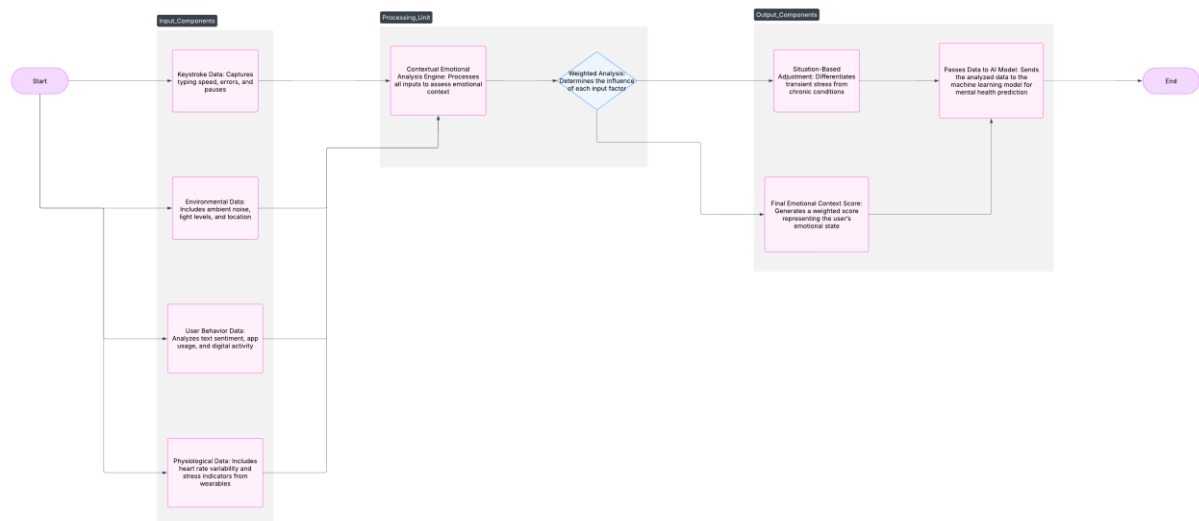 Input_Components
Processing_Unit
Output_Components
Start
Keystroke Data: Captures
typing speed, errors, and
pauses
Contextual Emotional
Analysis Engine: Processes
all inputs to assess emotional
context
Weighted Analysis:
Determines the influence
of each input factor
Situation-Based
Adjustment: Differentiates
transient stress from
chronic conditions
Passes Data to AI Model: Sends
the analyzed data to the
machine learning model for
mental health prediction
End
Environmental Data:
Includes ambient noise,
light levels, and location
Final Emotional Context Score:
Generates a weighted score
representing the user's
emotional state
User Behavior Data:
Analyzes text sentiment, app
usage, and digital activity
Physiological Data: Includes
heart rate variability and
stress indicators from
wearables